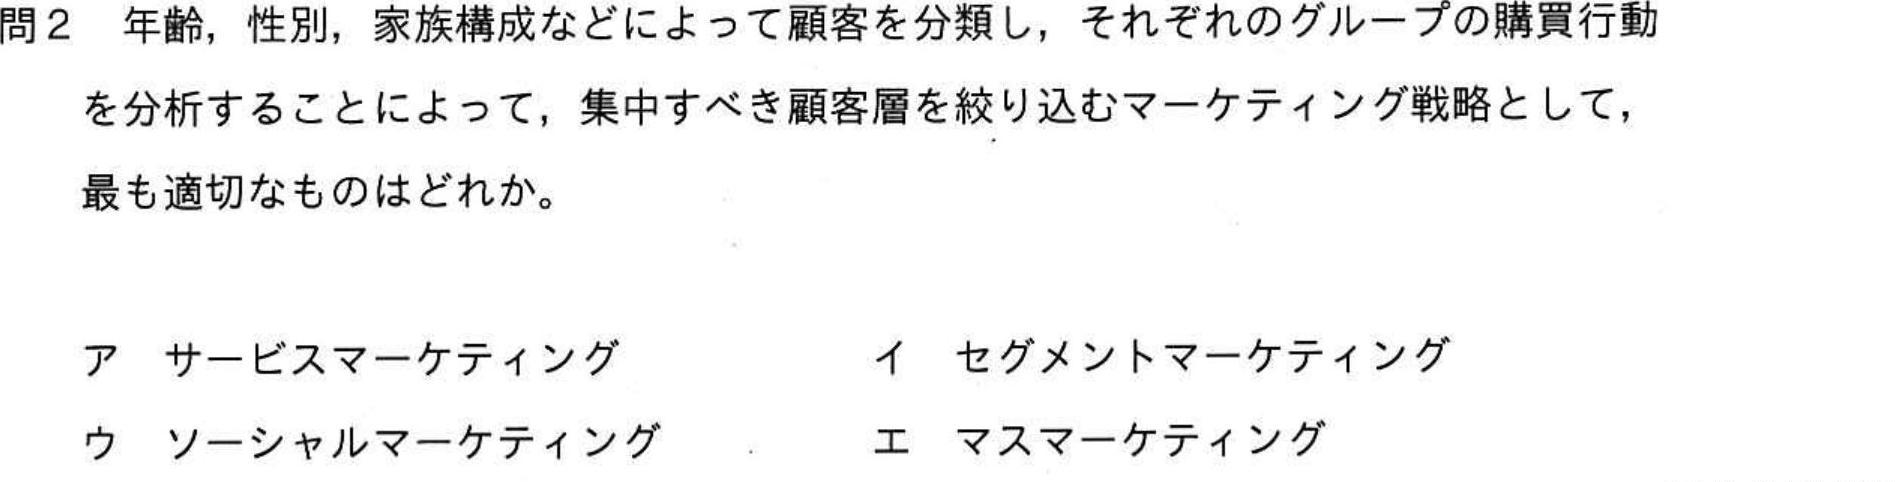 問２　年齢，性別，家族構成などによって顧客を分類し，それぞれのグループの購買行動
を分析することによって，集中すべき顧客層を絞り込むマーケティング戦略として，
最も適切なものはどれか。
ア　サービスマーケティング　イ　セグメントマーケティング
ウ　ソーシャルマーケティング　エ　マスマーケティング